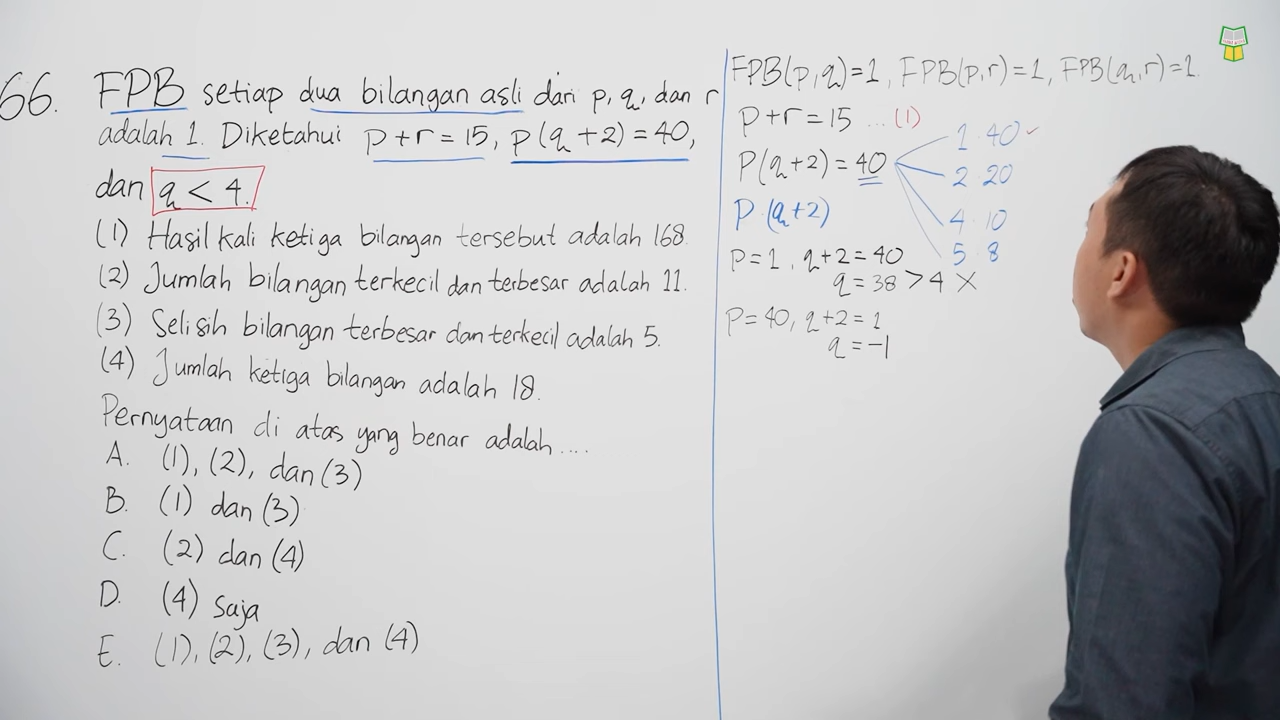 66. FPB setiap dua bilangan asli dari p, q, dan r
adalah 1. Diketahui p + r = 15, p(q + 2) = 40,
dan q < 4.
(1) Hasil kali ketiga bilangan tersebut adalah 168.
(2) Jumlah bilangan terkecil dan terbesar adalah 11.
(3) Selisih bilangan terbesar dan terkecil adalah 5.
(4) Jumlah ketiga bilangan adalah 18.
Pernyataan di atas yang benar adalah ....
A. (1), (2), dan (3)
B. (1) dan (3)
C. (2) dan (4)
D. (4) saja
E. (1), (2), (3), dan (4)
FPB(p,q)=1, FPB(p,r)=1, FPB(q,r)=1.
p+r=15 ...(1)
p(q+2)=40
1 · 40 ✓
2 · 20
4 · 10
5 · 8
p · (q+2)
p=1, q+2=40
q=38 > 4 ×
p=40, q+2=1
q=-1